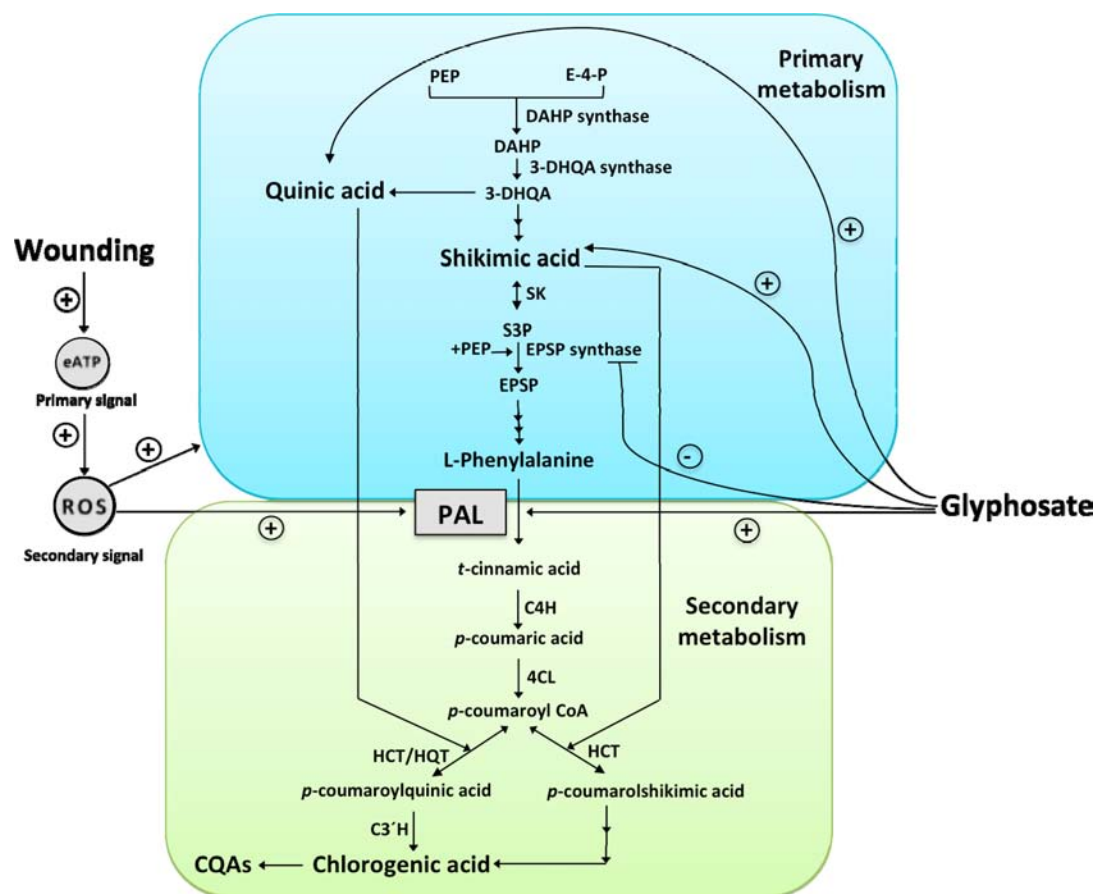 Primary
metabolism
PEP
E-4-P
DAHP synthase
DAHP
3-DHQA synthase
Quinic acid
3-DHQA
+
Wounding
Shikimic acid
+
+
SK
S3P
+PEP
EPSP synthase
eATP
EPSP
Primary signal
+
+
L-Phenylalanine
-
ROS
PAL
Glyphosate
+
+
Secondary signal
t-cinnamic acid
Secondary
metabolism
C4H
p-coumaric acid
4CL
p-coumaroyl CoA
HCT/HQT
HCT
p-coumaroylquinic acid
p-coumarolshikimic acid
C3´H
CQAs
Chlorogenic acid